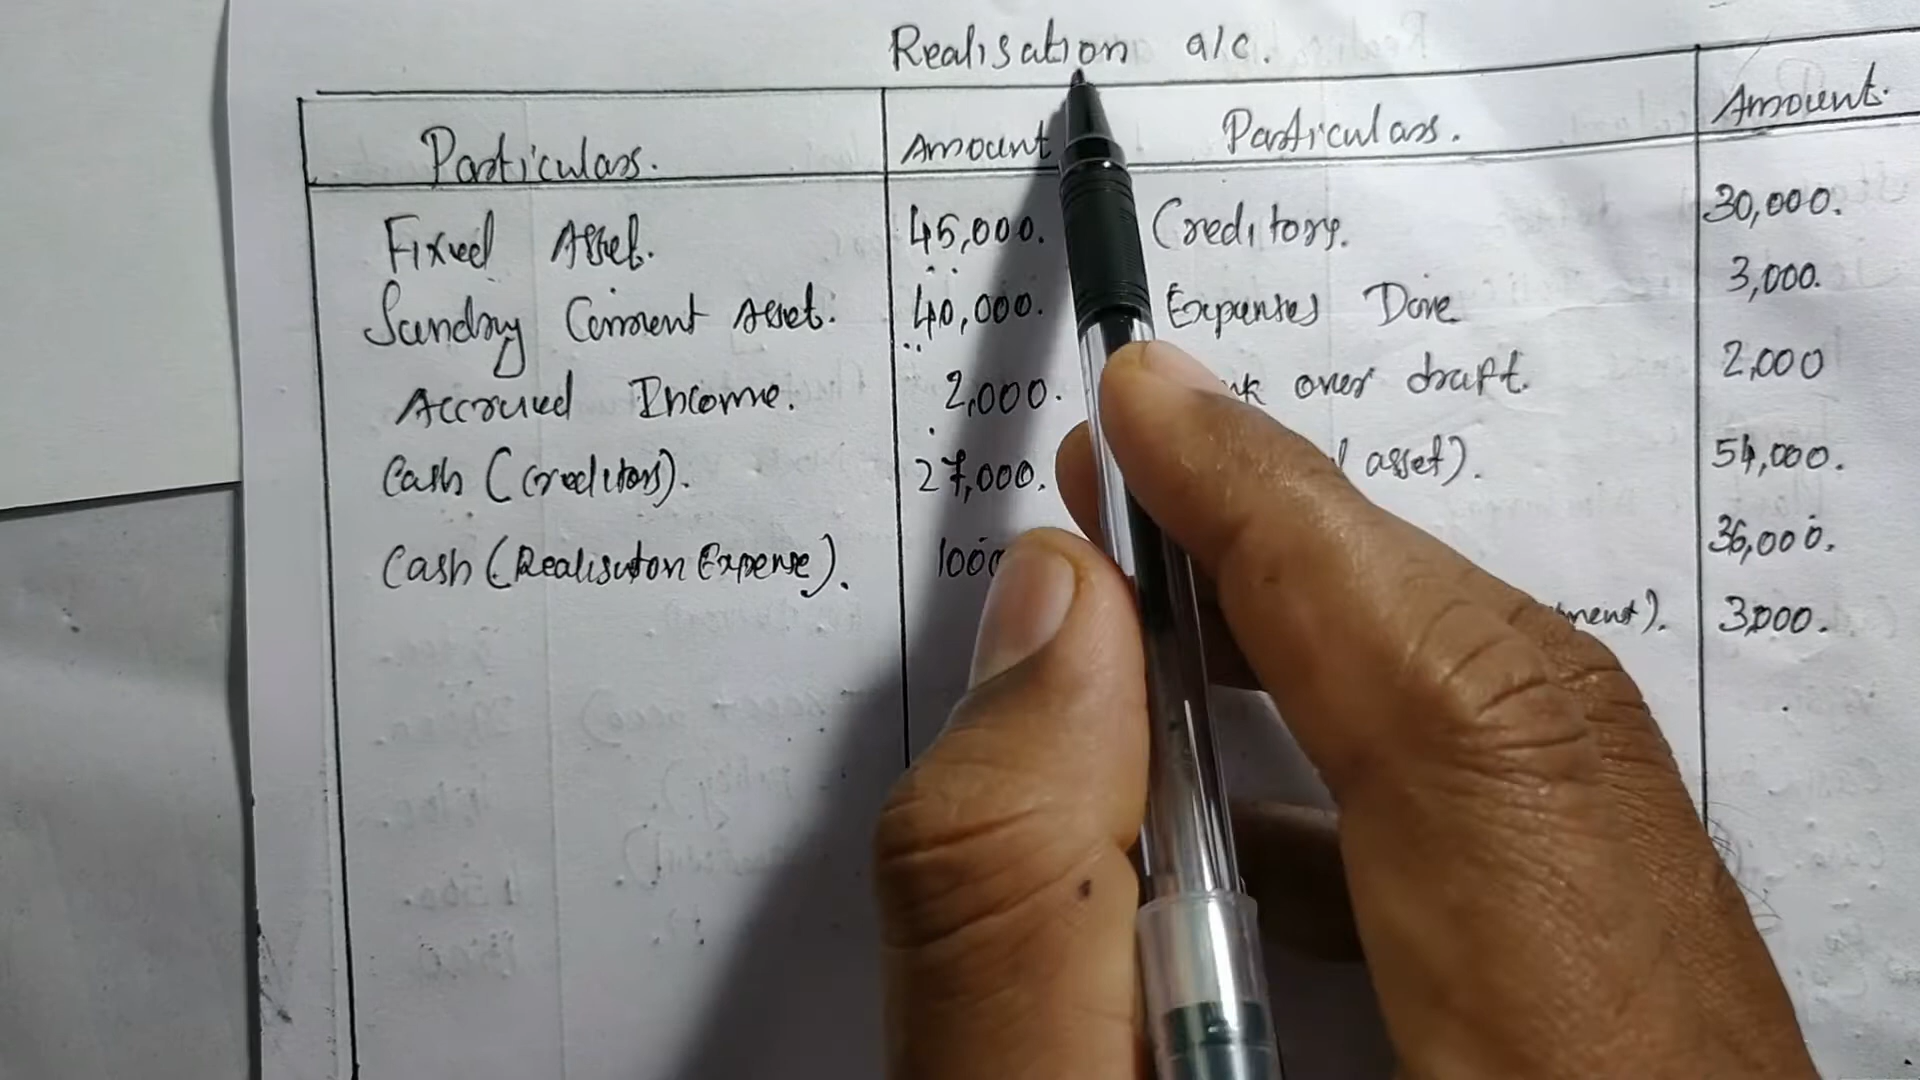 Realisation a/c.
Particulars. Amount Particulars. Amount.
Fixed Asset. 45,000. Creditors. 30,000.
Sundry Current Asset. 40,000. Expenses Done 3,000.
Accrued Income. 2,000. over draft. 2,000
Cash (Creditors). 27,000. asset). 54,000.
Cash (Realisation Expense). 36,000.
3,000.